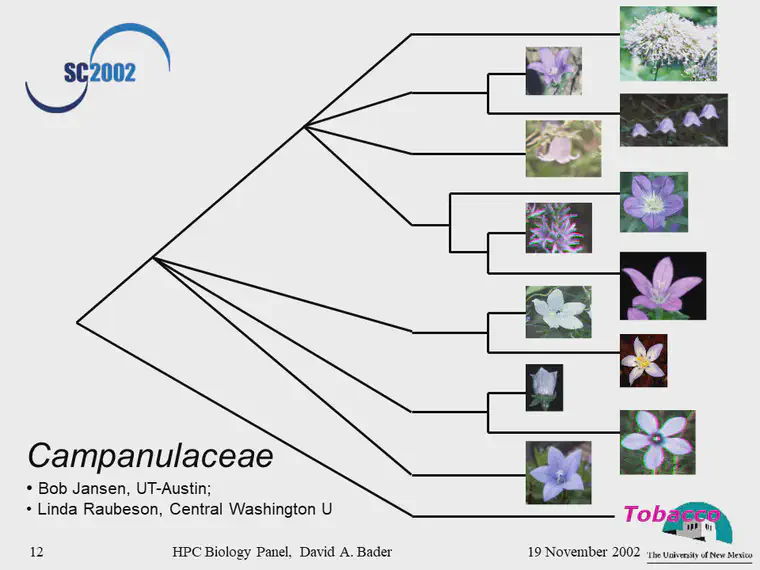 SC2002
Campanulaceae
• Bob Jansen, UT-Austin;
• Linda Raubeson, Central Washington U
Tobacco
12 HPC Biology Panel, David A. Bader 19 November 2002
The University of New Mexico